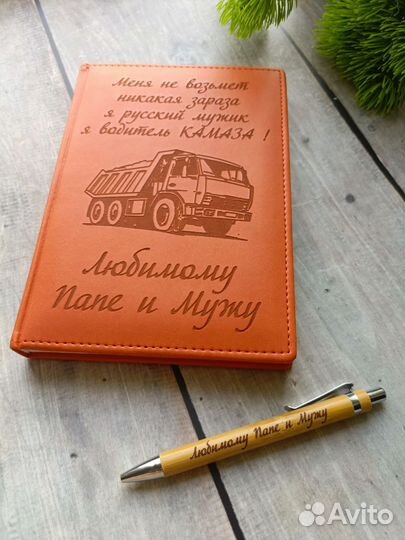 Меня не возьмет
никакая зараза
я русский мужик
я водитель КАМАЗА !
Любимому
Папе и Мужу
Любимому Папе и Мужу
Avito